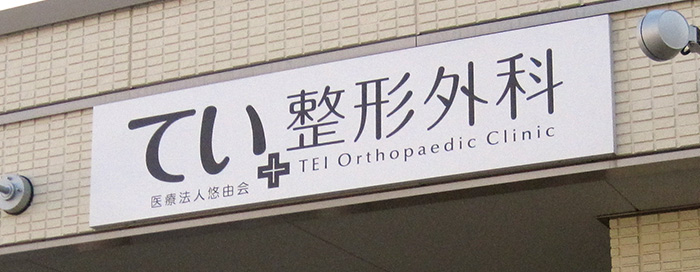 てい整形外科
TEI Orthopaedic Clinic
医療法人悠由会